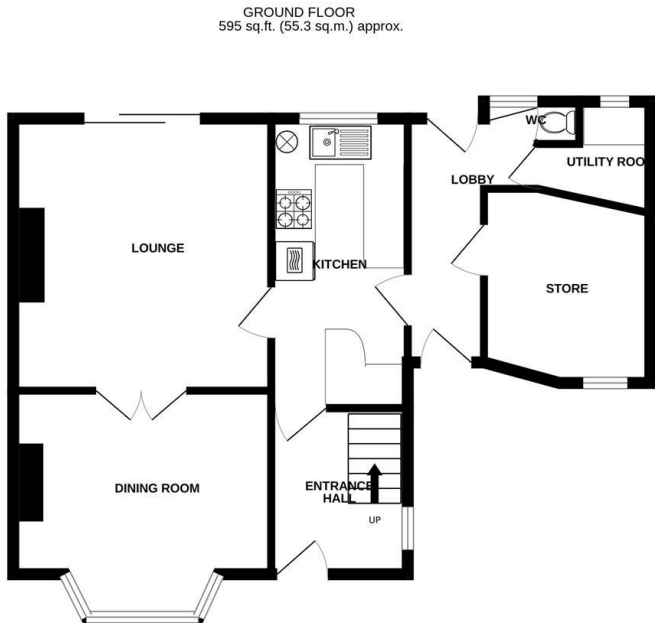 GROUND FLOOR
595 sq.ft. (55.3 sq.m.) approx.
WC
UTILITY ROO
LOBBY
LOUNGE
KITCHEN
STORE
DINING ROOM
ENTRANCE
HALL
UP